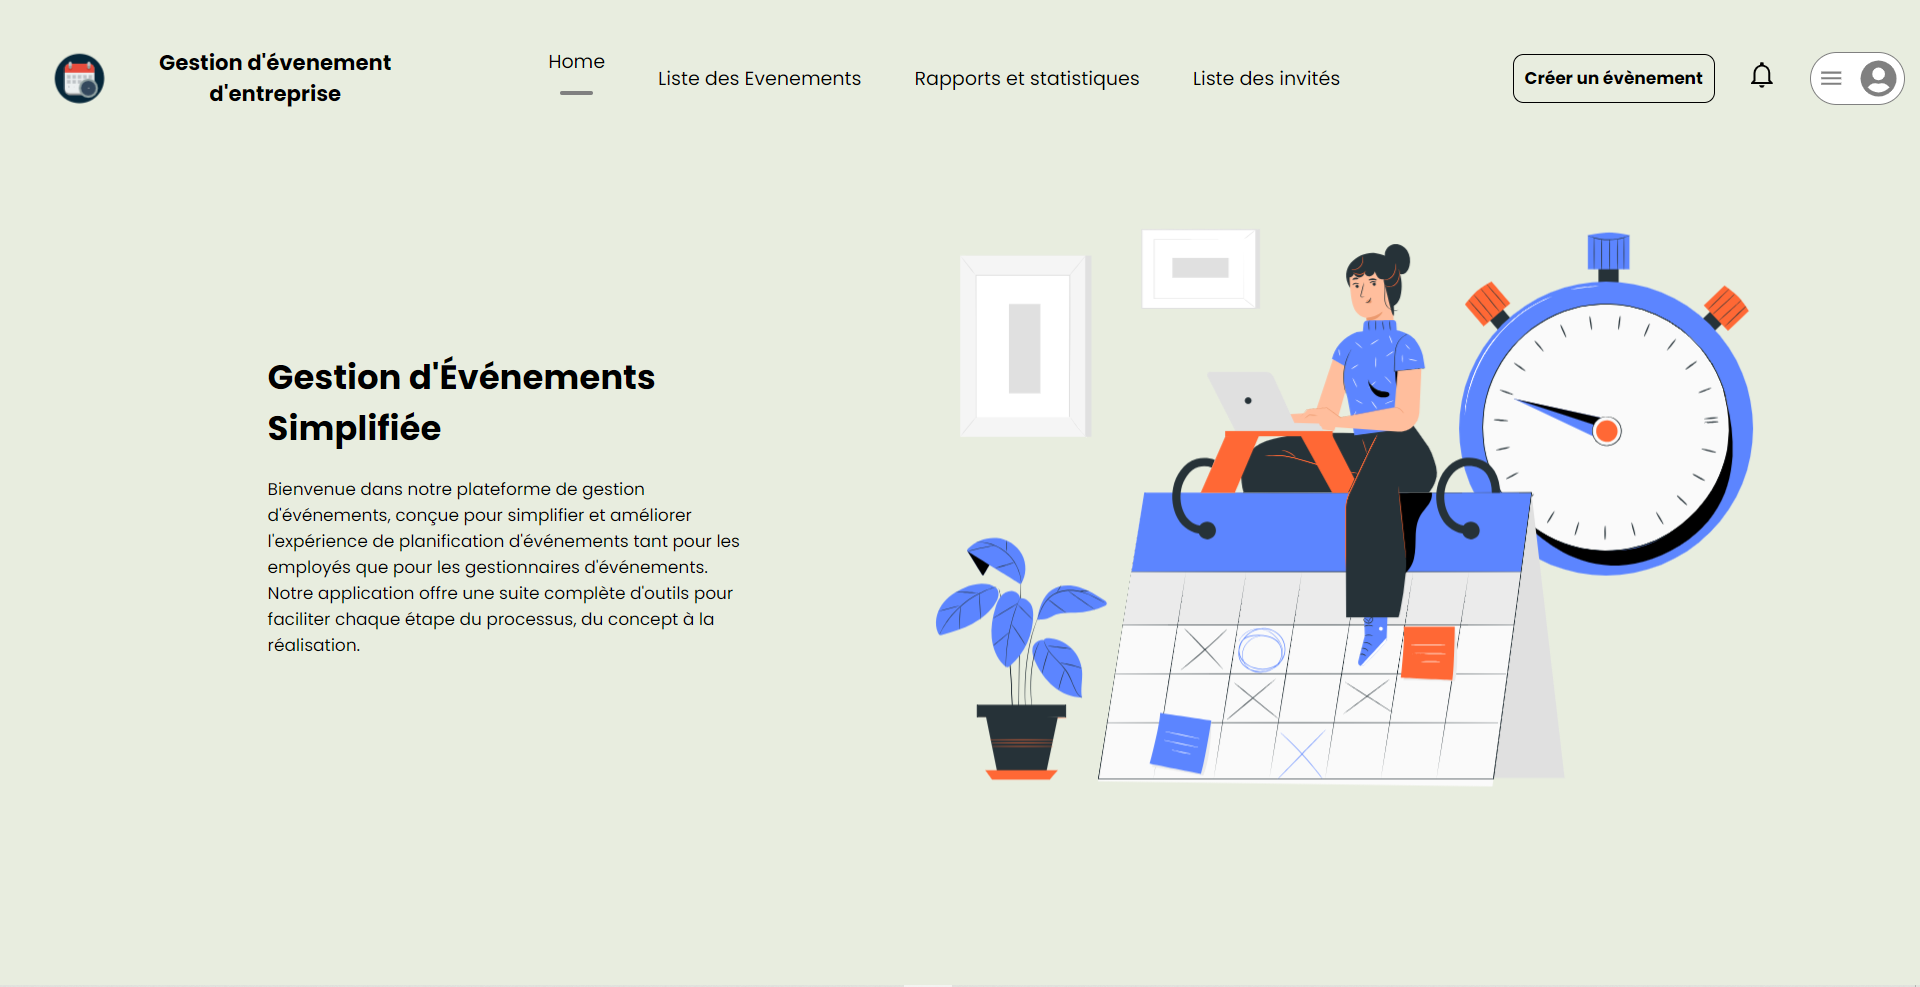 Gestion d'évenement
d'entreprise
Home
Liste des Evenements
Rapports et statistiques
Liste des invités
Créer un évènement
Gestion d'Événements
Simplifiée
Bienvenue dans notre plateforme de gestion
d'événements, conçue pour simplifier et améliorer
l'expérience de planification d'événements tant pour les
employés que pour les gestionnaires d'événements.
Notre application offre une suite complète d'outils pour
faciliter chaque étape du processus, du concept à la
réalisation.